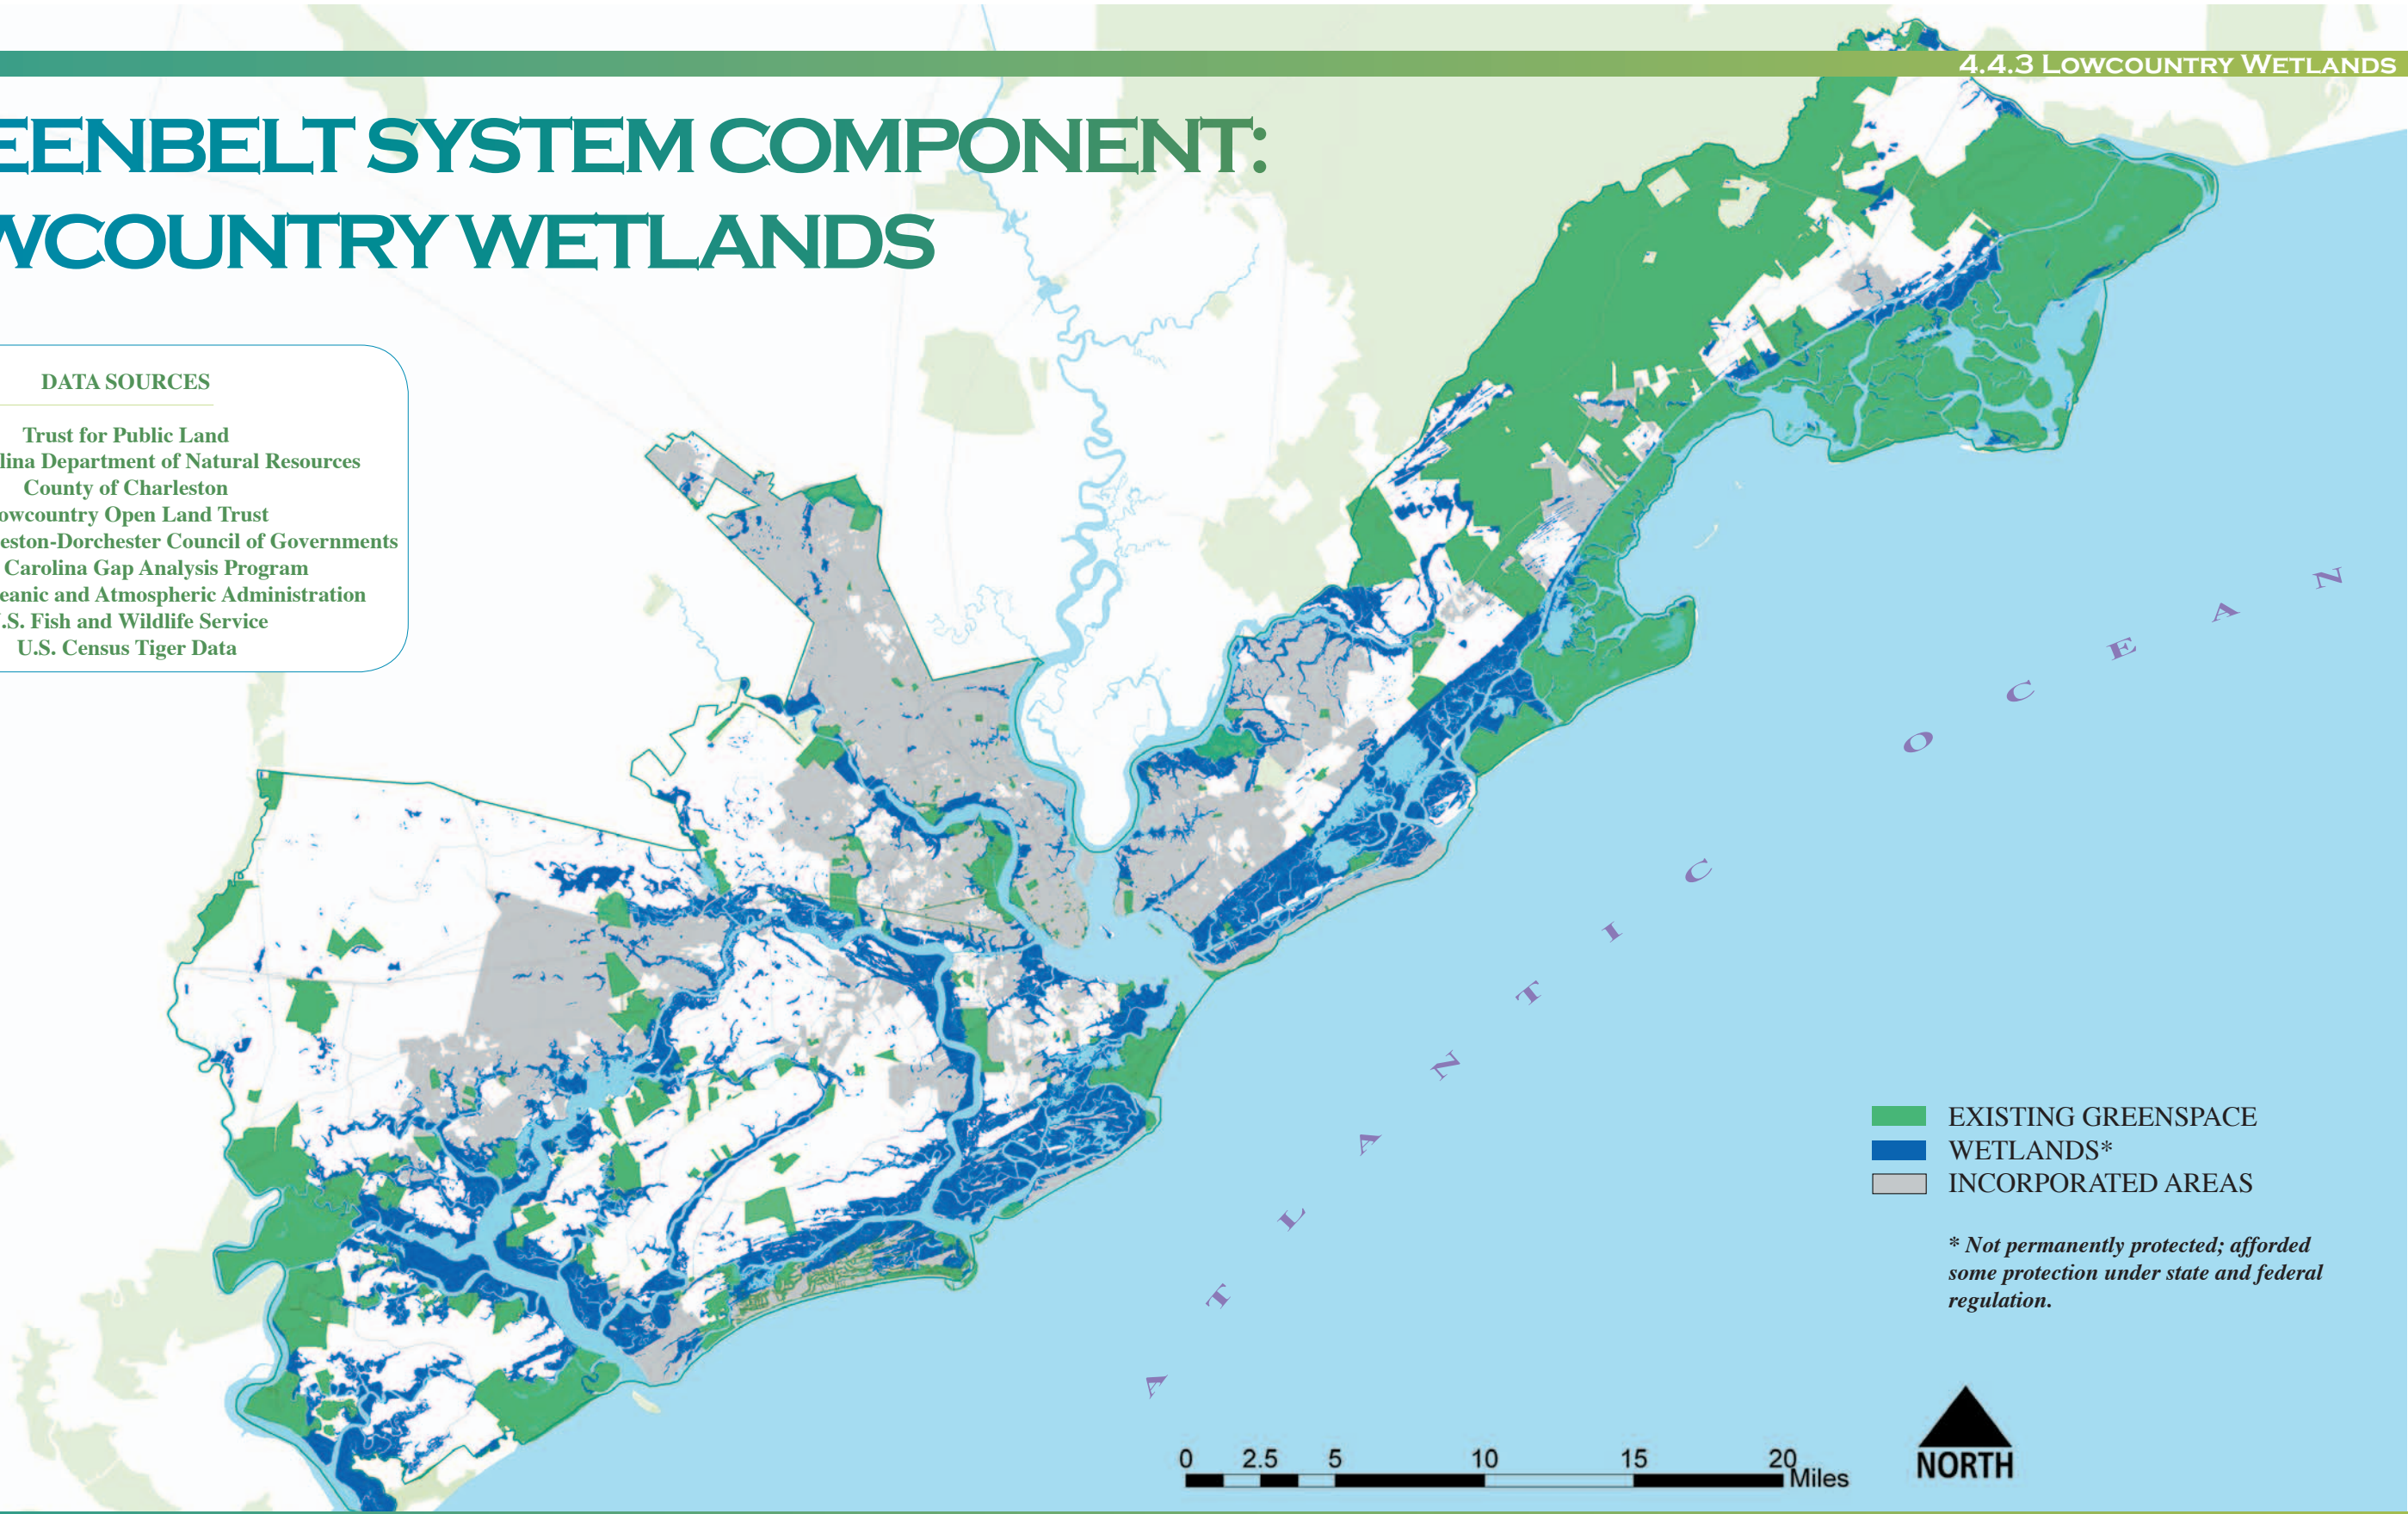 4.4.3 Lowcountry Wetlands
EENBELT SYSTEM COMPONENT:
WCOUNTRY WETLANDS
DATA SOURCES
Trust for Public Land
lina Department of Natural Resources
County of Charleston
owcountry Open Land Trust
eston-Dorchester Council of Governments
Carolina Gap Analysis Program
eanic and Atmospheric Administration
.S. Fish and Wildlife Service
U.S. Census Tiger Data
ATLANTIC OCEAN
EXISTING GREENSPACE
WETLANDS*
INCORPORATED AREAS
* Not permanently protected; afforded
some protection under state and federal
regulation.
0 2.5 5 10 15 20
Miles
NORTH